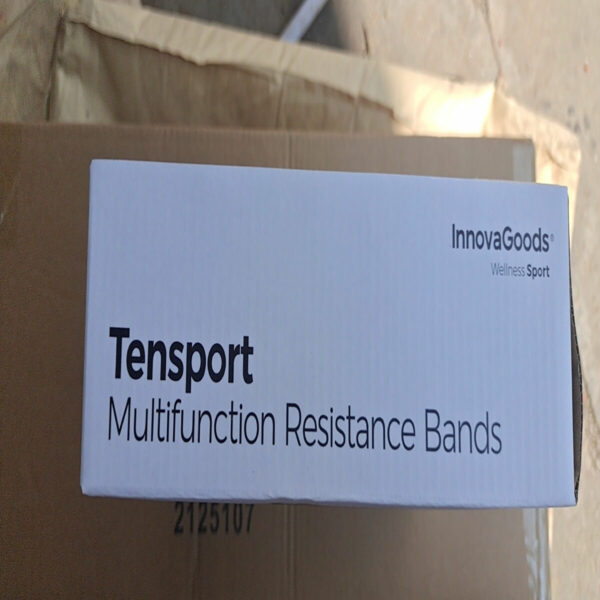 InnovaGoods®
Wellness Sport
Tensport
Multifunction Resistance Bands
2125107